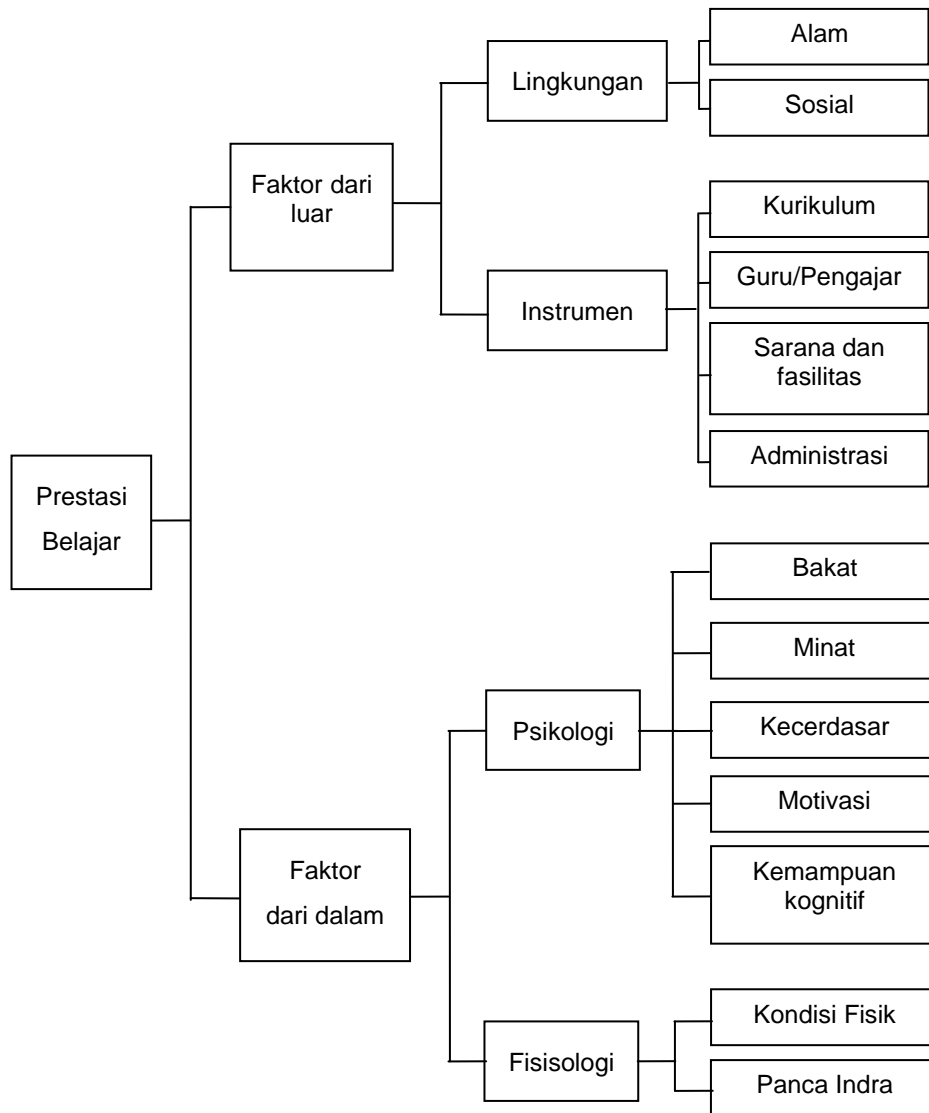 Alam
Lingkungan
Sosial
Faktor dari
luar
Kurikulum
Guru/Pengajar
Instrumen
Sarana dan
fasilitas
Administrasi
Prestasi
Belajar
Bakat
Minat
Psikologi
Kecerdasar
Motivasi
Kemampuan
kognitif
Faktor
dari dalam
Kondisi Fisik
Fisisologi
Panca Indra